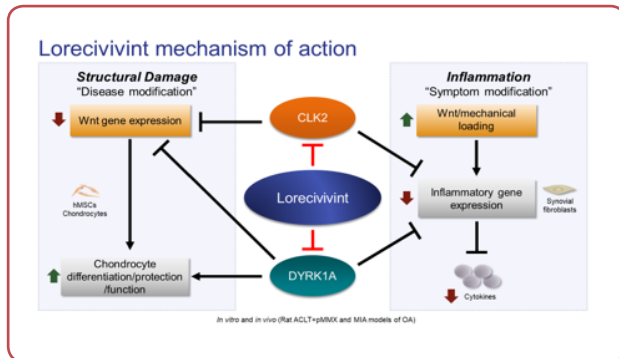 Lorecivivint mechanism of action
Structural Damage
“Disease modification”
Wnt gene expression
hMSCs
Chondrocytes
Chondrocyte
differentiation/protection
/function
CLK2
Lorecivivint
DYRK1A
Inflammation
“Symptom modification”
Wnt/mechanical
loading
Inflammatory gene
expression
Synovial
fibroblasts
Cytokines
In vitro and in vivo (Rat ACLT+pMMX and MIA models of OA)